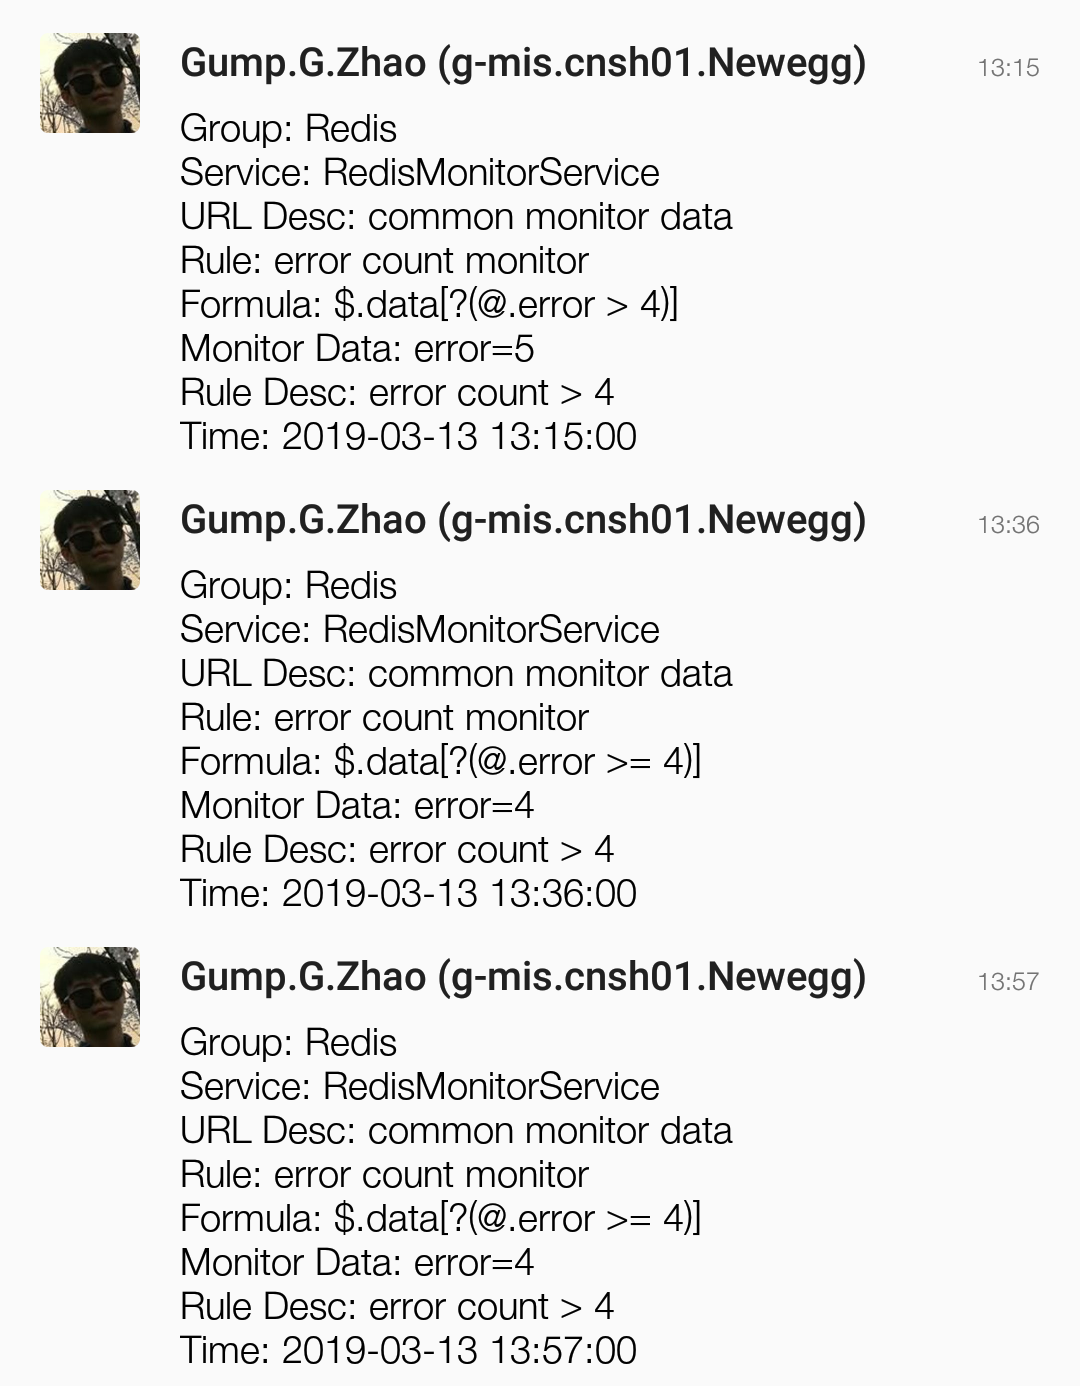 Gump.G.Zhao (g-mis.cnsh01.Newegg) 13:15
Group: Redis
Service: RedisMonitorService
URL Desc: common monitor data
Rule: error count monitor
Formula: $.data[?(@.error > 4)]
Monitor Data: error=5
Rule Desc: error count > 4
Time: 2019-03-13 13:15:00
Gump.G.Zhao (g-mis.cnsh01.Newegg) 13:36
Group: Redis
Service: RedisMonitorService
URL Desc: common monitor data
Rule: error count monitor
Formula: $.data[?(@.error >= 4)]
Monitor Data: error=4
Rule Desc: error count > 4
Time: 2019-03-13 13:36:00
Gump.G.Zhao (g-mis.cnsh01.Newegg) 13:57
Group: Redis
Service: RedisMonitorService
URL Desc: common monitor data
Rule: error count monitor
Formula: $.data[?(@.error >= 4)]
Monitor Data: error=4
Rule Desc: error count > 4
Time: 2019-03-13 13:57:00